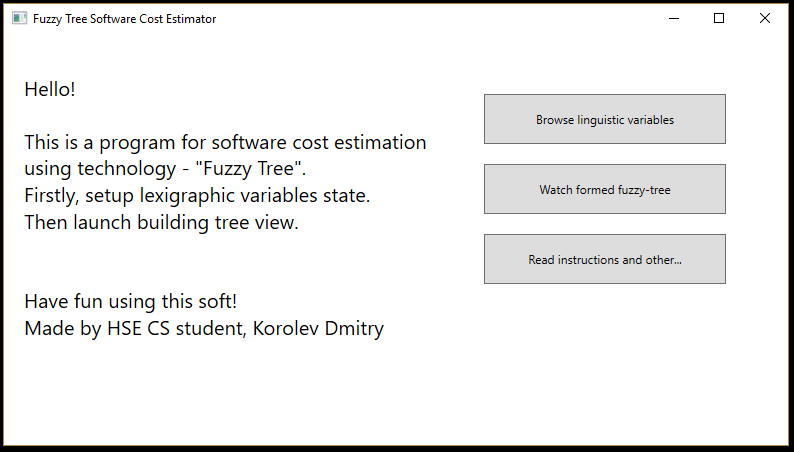 Fuzzy Tree Software Cost Estimator
Hello!
This is a program for software cost estimation
using technology - "Fuzzy Tree".
Firstly, setup lexigraphic variables state.
Then launch building tree view.
Have fun using this soft!
Made by HSE CS student, Korolev Dmitry
Browse linguistic variables
Watch formed fuzzy-tree
Read instructions and other...